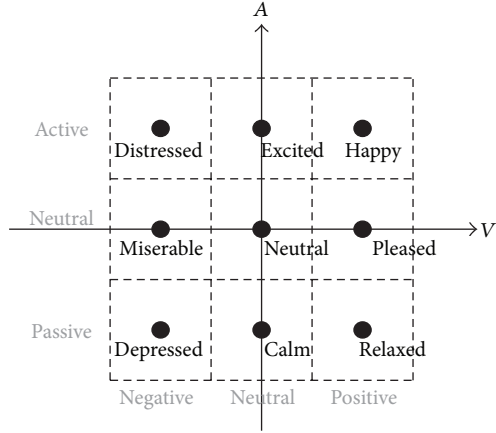 A
Active
Distressed Excited Happy
Neutral
V
Miserable Neutral Pleased
Passive
Depressed Calm Relaxed
Negative Neutral Positive